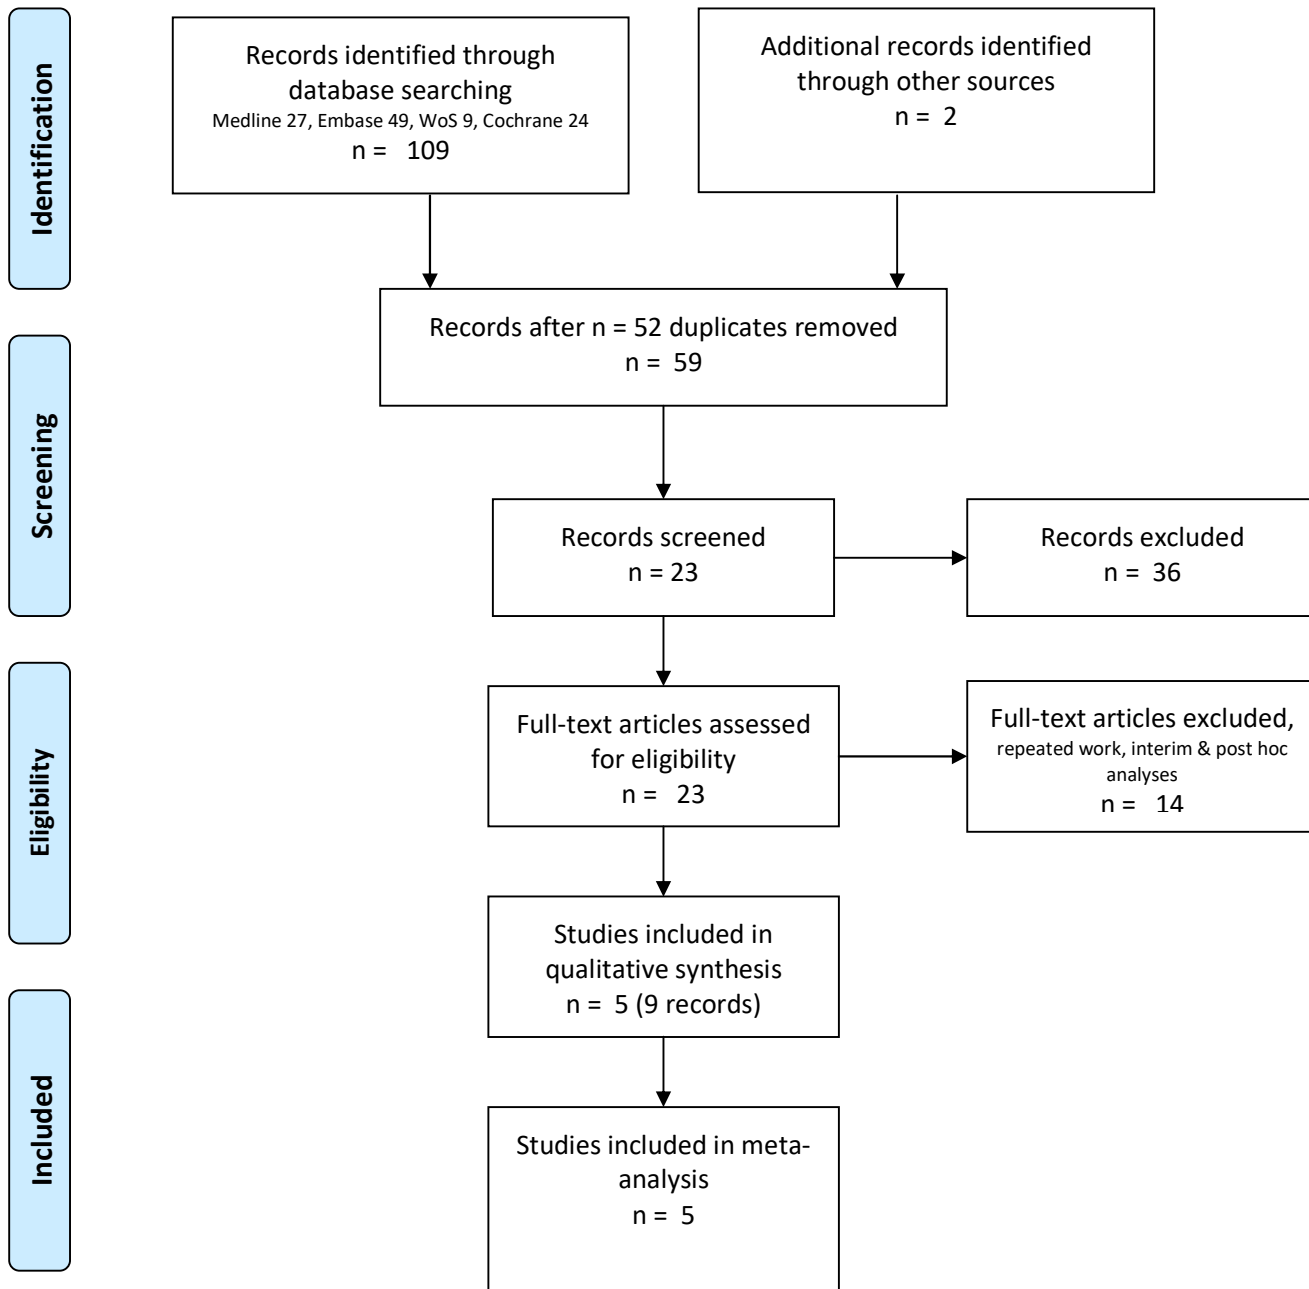 Identification
Records identified through
database searching
Medline 27, Embase 49, WoS 9, Cochrane 24
n = 109
Additional records identified
through other sources
n = 2
Records after n = 52 duplicates removed
n = 59
Screening
Records screened
n = 23
Records excluded
n = 36
Eligibility
Full-text articles assessed
for eligibility
n = 23
Full-text articles excluded,
repeated work, interim & post hoc
analyses
n = 14
Studies included in
qualitative synthesis
n = 5 (9 records)
Included
Studies included in meta-
analysis
n = 5